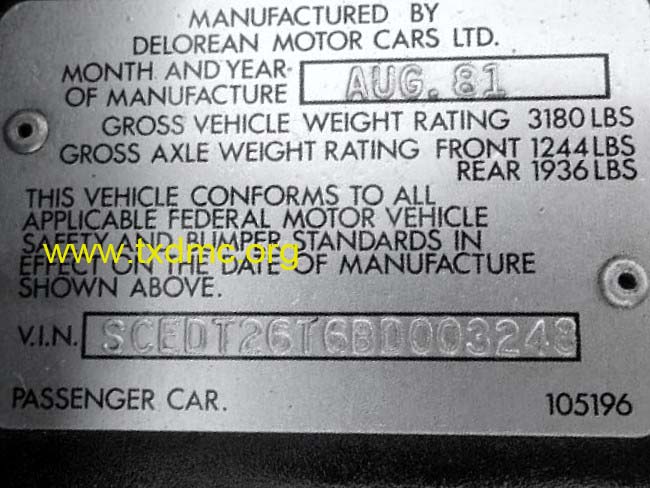 MANUFACTURED BY
DELOREAN MOTOR CARS LTD.
MONTH AND YEAR
OF MANUFACTURE AUG. 81
GROSS VEHICLE WEIGHT RATING 3180 LBS
GROSS AXLE WEIGHT RATING FRONT 1244 LBS
REAR 1936 LBS
THIS VEHICLE CONFORMS TO ALL
APPLICABLE FEDERAL MOTOR VEHICLE
SAFETY AND BUMPER STANDARDS IN
www.txdmc.org
EFFECT ON THE DATE OF MANUFACTURE
SHOWN ABOVE.
V.I.N. SCEDT26T6BD003248
PASSENGER CAR. 105196